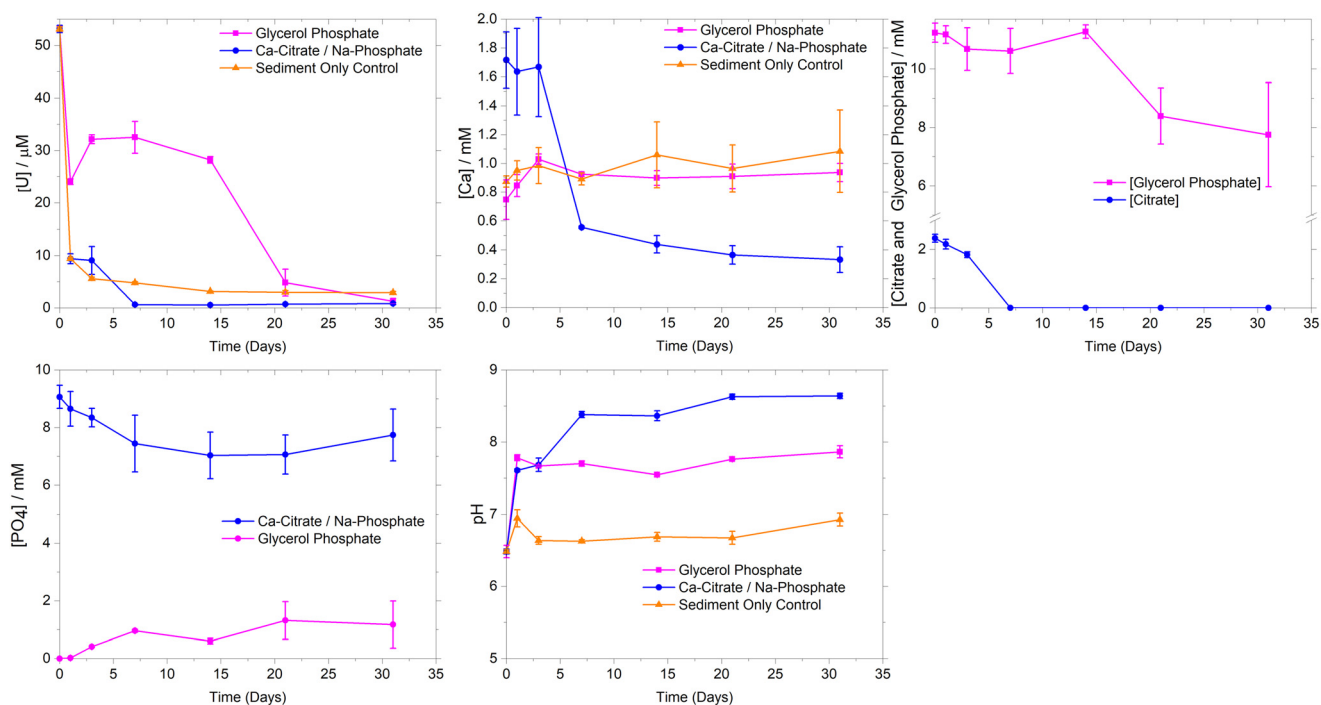 [U] / μM
50
40
30
20
10
0
Glycerol Phosphate
Ca-Citrate / Na-Phosphate
Sediment Only Control
0 5 10 15 20 25 30 35
Time (Days)
[Ca] / mM
2.0
1.8
1.6
1.4
1.2
1.0
0.8
0.6
0.4
0.2
0.0
Glycerol Phosphate
Ca-Citrate / Na-Phosphate
Sediment Only Control
0 5 10 15 20 25 30 35
Time (Days)
[Citrate and Glycerol Phosphate] / mM
10
8
6
2
0
[Glycerol Phosphate]
[Citrate]
0 5 10 15 20 25 30 35
Time (Days)
[PO4] / mM
10
8
6
4
2
0
Ca-Citrate / Na-Phosphate
Glycerol Phosphate
0 5 10 15 20 25 30 35
Time (Days)
pH
9
8
7
6
5
Glycerol Phosphate
Ca-Citrate / Na-Phosphate
Sediment Only Control
0 5 10 15 20 25 30 35
Time (Days)